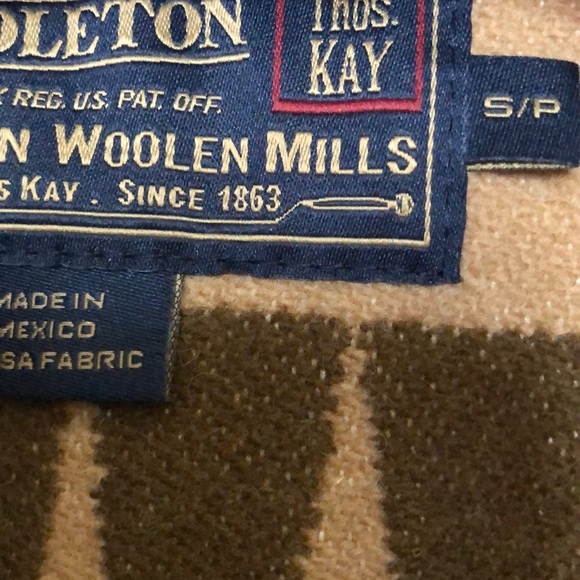 DLETON
REG. U.S. PAT. OFF.
Thos.
KAY
N WOOLEN MILLS
S KAY . SINCE 1863
S/P
MADE IN
MEXICO
SA FABRIC